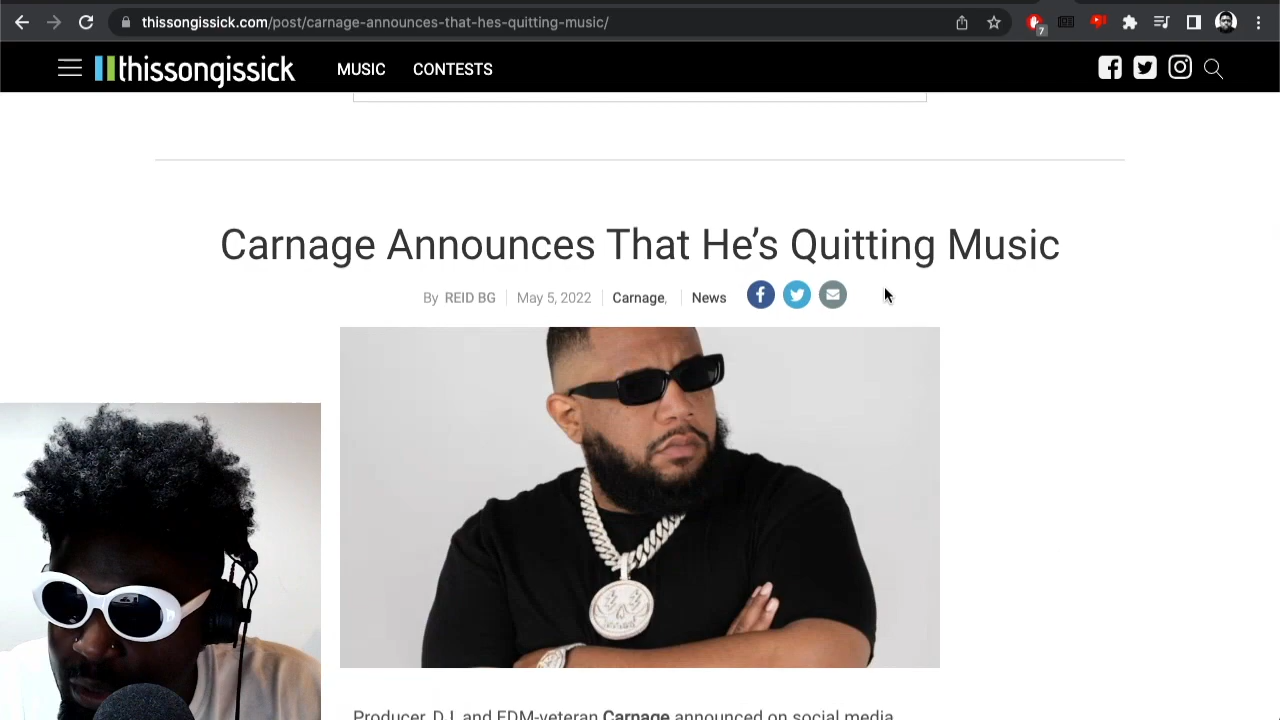 thissongissick.com/post/carnage-announces-that-hes-quitting-music/
7
thissongissick MUSIC CONTESTS
Carnage Announces That He’s Quitting Music
By REID BG May 5, 2022 Carnage, News
Producer, DJ, and EDM-veteran Carnage announced on social media